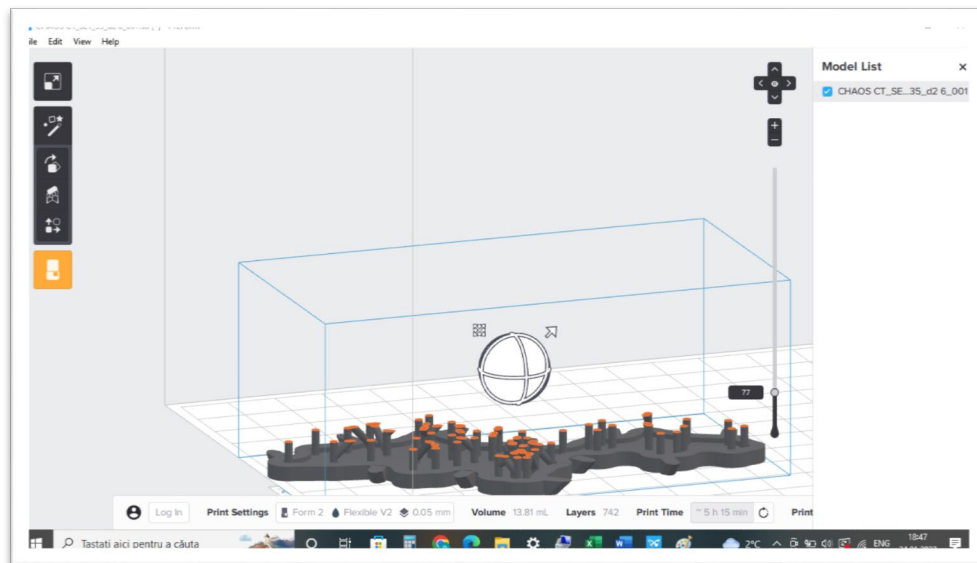 ile Edit View Help
Model List ×
CHAOS CT_SE...35_d2 6_001
77
Log In Print Settings Form 2 Flexible V2 0.05 mm Volume 13.81 mL Layers 742 Print Time ~ 5 h 15 min Print
Tastați aici pentru a căuta 2°C ENG 18:47